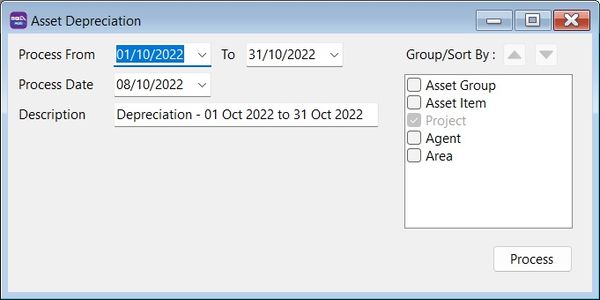 Asset Depreciation
Process From 01/10/2022 To 31/10/2022 Group/Sort By :
Process Date 08/10/2022
Description Depreciation - 01 Oct 2022 to 31 Oct 2022
Asset Group
Asset Item
Project
Agent
Area
Process